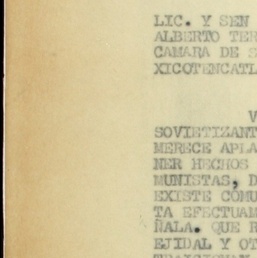 LIC. Y SEN
ALBERTO TER
CAMARA DE S
XICOTENCATL
V
SOVIETIZANT
MERECE APLA
NER HECHOS
MUNISTAS, D
EXISTE COMU
TA EFECTUAM
ÑALA. QUE R
EJIDAL Y OT